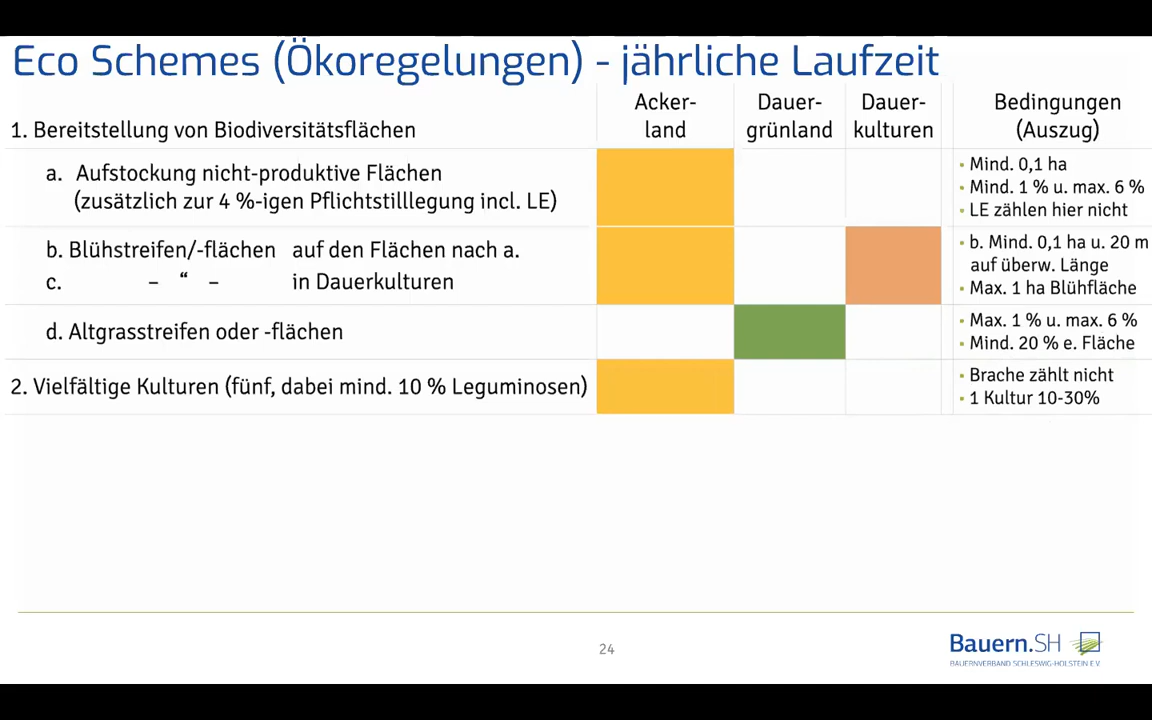 Eco Schemes (Ökoregelungen) - jährliche Laufzeit
Acker-
land
Dauer-
grünland
Dauer-
kulturen
Bedingungen
(Auszug)
1. Bereitstellung von Biodiversitätsflächen
a. Aufstockung nicht-produktive Flächen
(zusätzlich zur 4 %-igen Pflichtstilllegung incl. LE)
▪ Mind. 0,1 ha
▪ Mind. 1 % u. max. 6 %
▪ LE zählen hier nicht
b. Blühstreifen/-flächen auf den Flächen nach a.
c. – “ – in Dauerkulturen
▪ b. Mind. 0,1 ha u. 20 m
auf überw. Länge
▪ Max. 1 ha Blühfläche
d. Altgrasstreifen oder -flächen
▪ Max. 1 % u. max. 6 %
▪ Mind. 20 % e. Fläche
2. Vielfältige Kulturen (fünf, dabei mind. 10 % Leguminosen)
▪ Brache zählt nicht
▪ 1 Kultur 10-30%
24
Bauern.SH
BAUERNVERBAND SCHLESWIG-HOLSTEIN E.V.